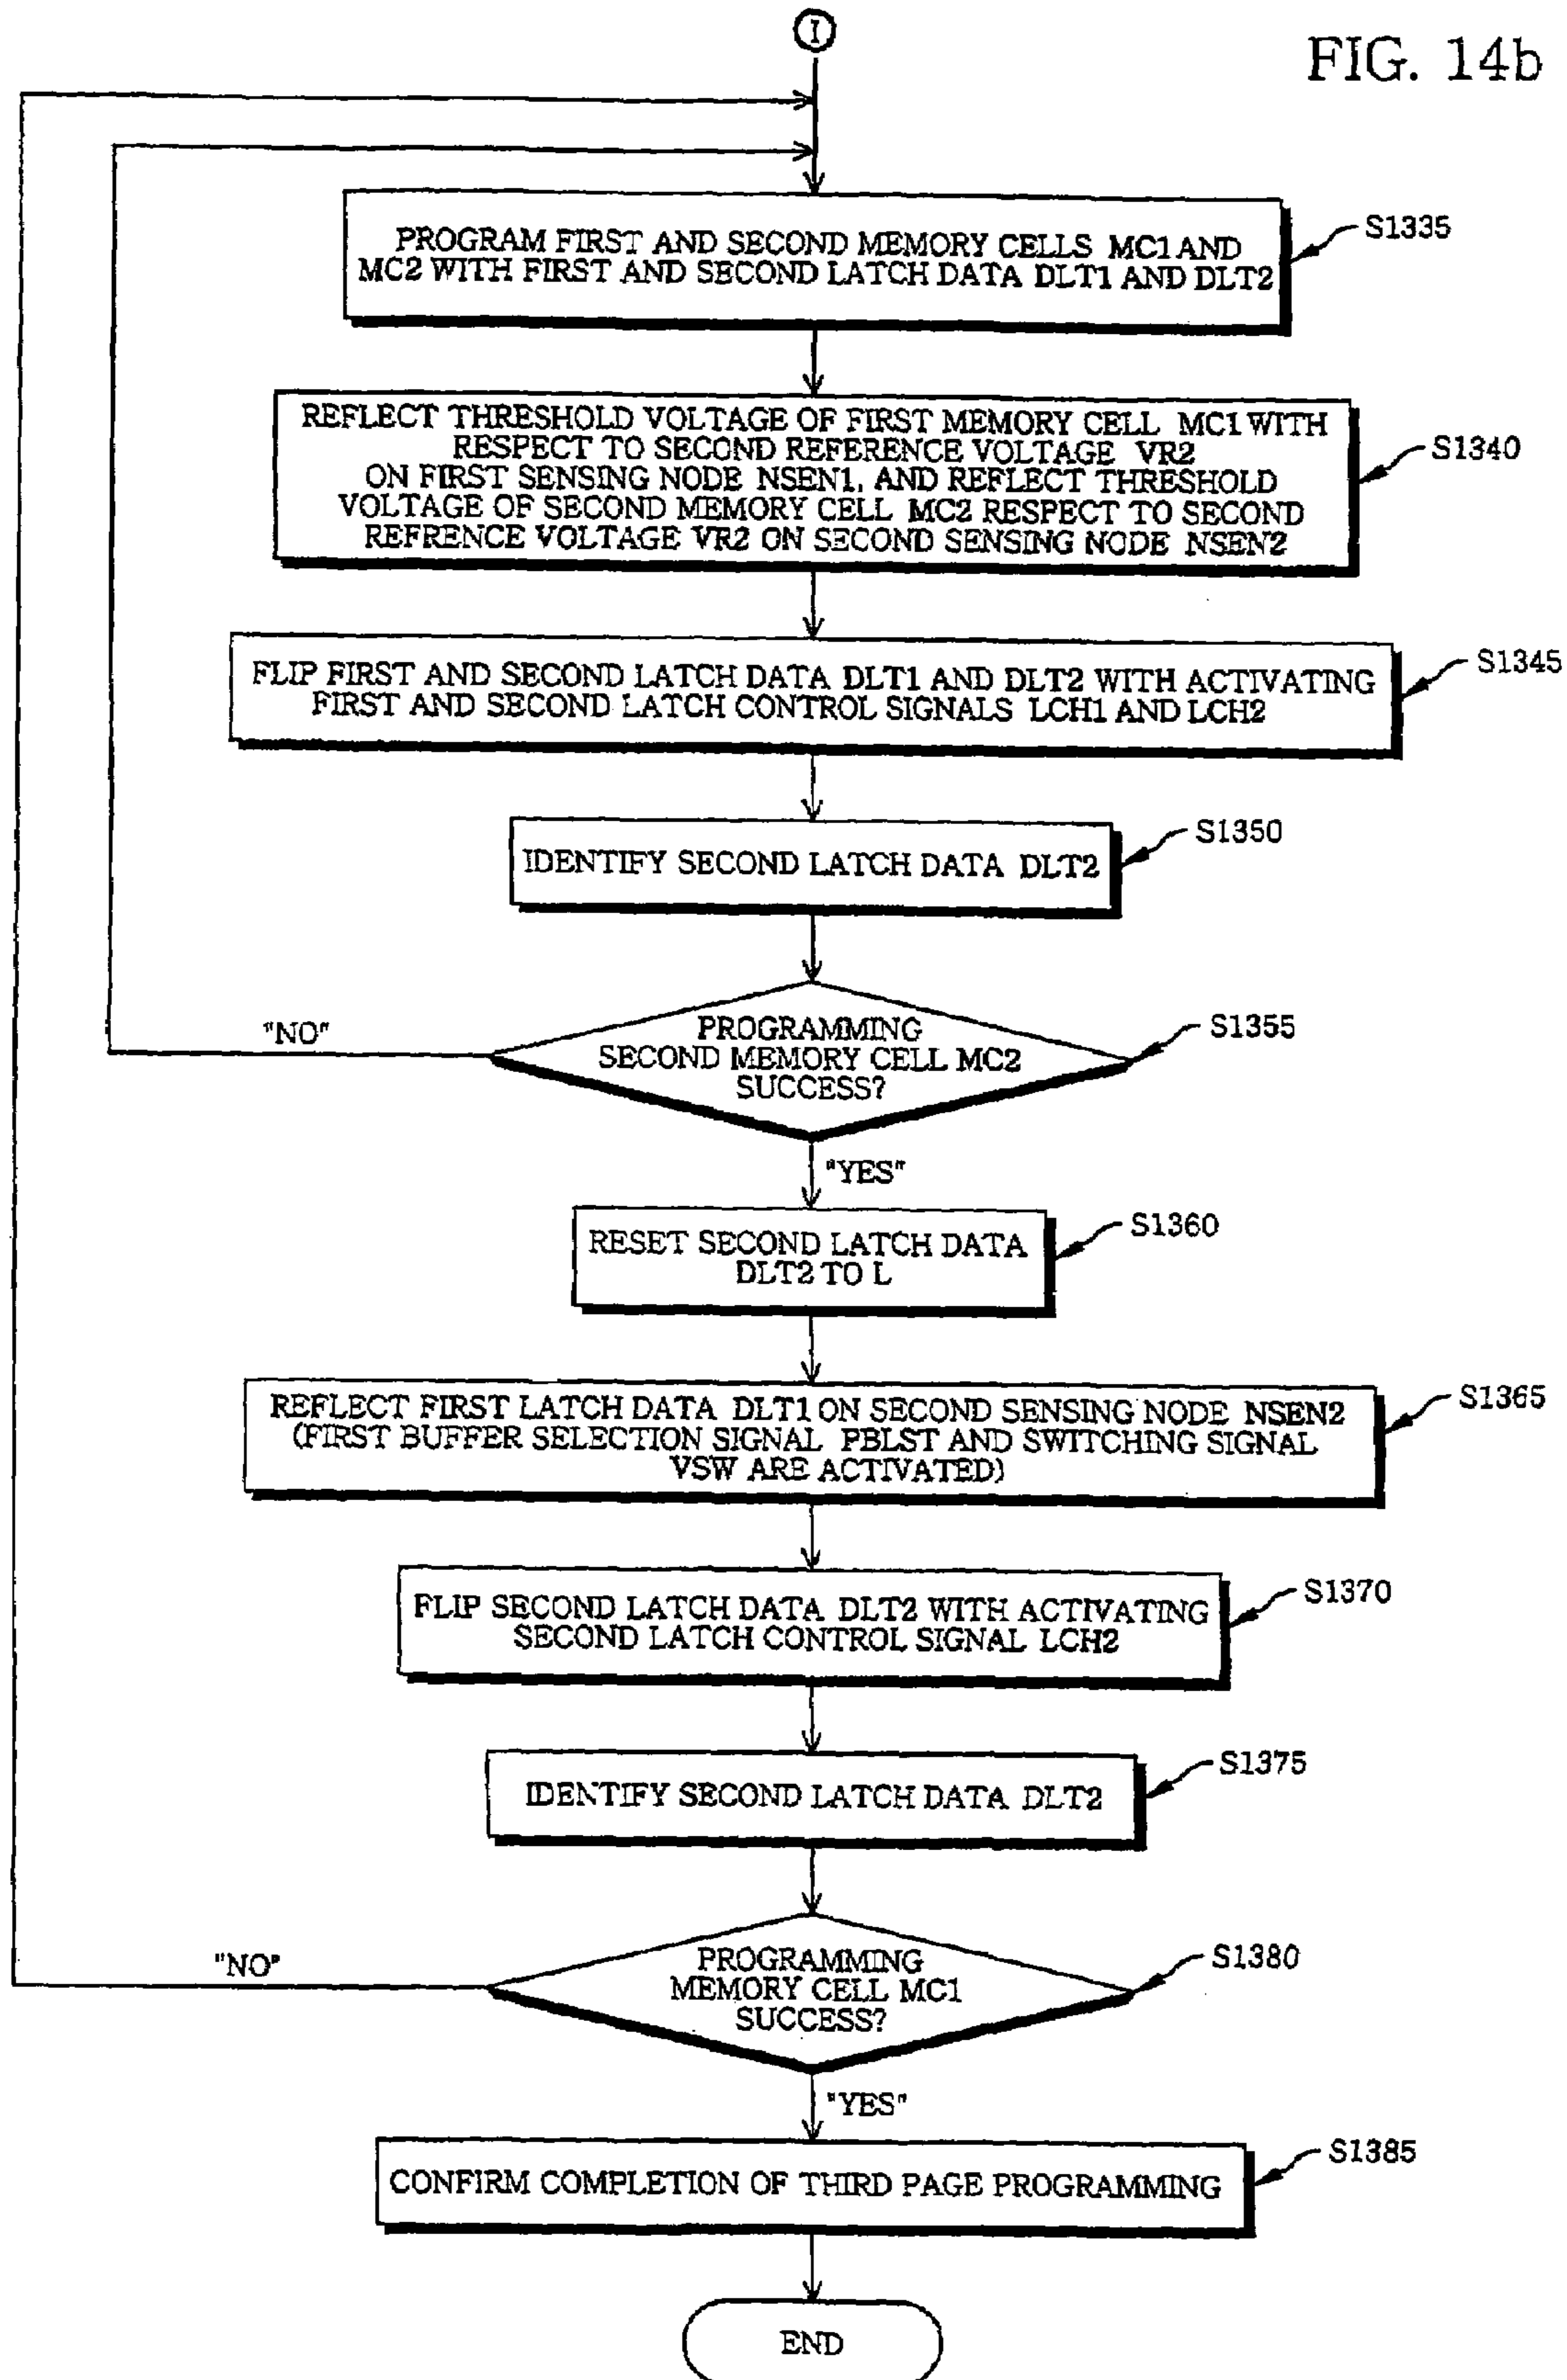 I
FIG. 14b
PROGRAM FIRST AND SECOND MEMORY CELLS MC1 AND
MC2 WITH FIRST AND SECOND LATCH DATA DLT1 AND DLT2
S1335
REFLECT THRESHOLD VOLTAGE OF FIRST MEMORY CELL MC1 WITH
RESPECT TO SECOND REFERENCE VOLTAGE VR2
ON FIRST SENSING NODE NSEN1, AND REFLECT THRESHOLD
VOLTAGE OF SECOND MEMORY CELL MC2 RESPECT TO SECOND
REFRENCE VOLTAGE VR2 ON SECOND SENSING NODE NSEN2
S1340
FLIP FIRST AND SECOND LATCH DATA DLT1 AND DLT2 WITH ACTIVATING
FIRST AND SECOND LATCH CONTROL SIGNALS LCH1 AND LCH2
S1345
IDENTIFY SECOND LATCH DATA DLT2
S1350
"NO"
PROGRAMMING
SECOND MEMORY CELL MC2
SUCCESS?
S1355
"YES"
RESET SECOND LATCH DATA
DLT2 TO L
S1360
REFLECT FIRST LATCH DATA DLT1 ON SECOND SENSING NODE NSEN2
(FIRST BUFFER SELECTION SIGNAL PBLST AND SWITCHING SIGNAL
VSW ARE ACTIVATED)
S1365
FLIP SECOND LATCH DATA DLT2 WITH ACTIVATING
SECOND LATCH CONTROL SIGNAL LCH2
S1370
IDENTIFY SECOND LATCH DATA DLT2
S1375
"NO"
PROGRAMMING
MEMORY CELL MC1
SUCCESS?
S1380
"YES"
CONFIRM COMPLETION OF THIRD PAGE PROGRAMMING
S1385
END